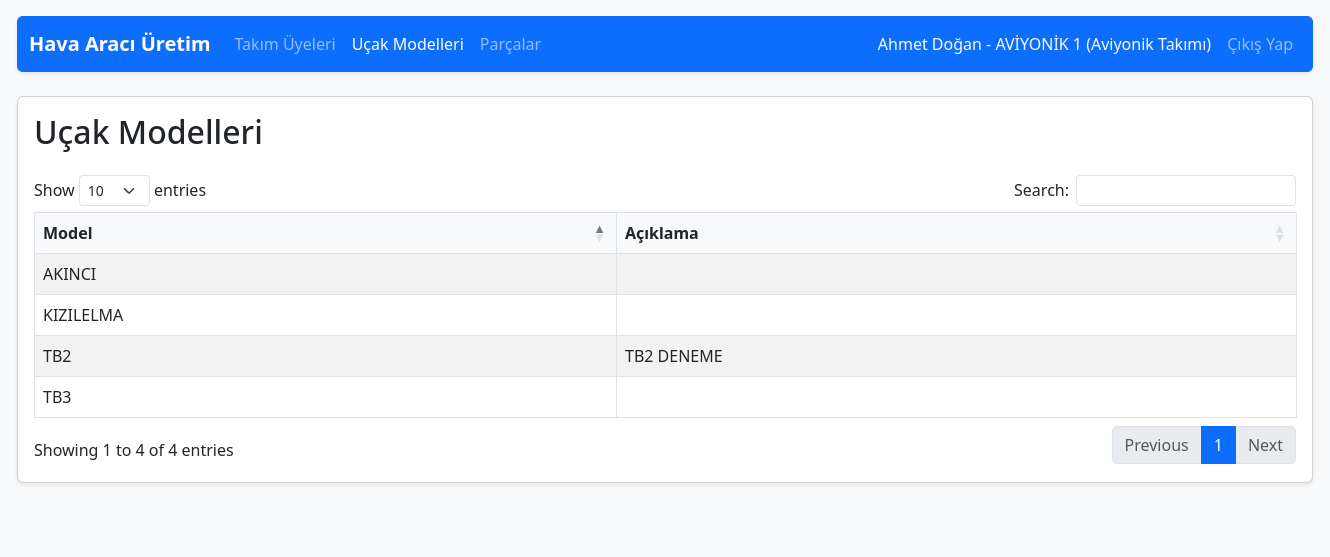 Hava Aracı Üretim Takım Üyeleri Uçak Modelleri Parçalar Ahmet Doğan - AVİYONİK 1 (Aviyonik Takımı) Çıkış Yap
Uçak Modelleri
Show 10 entries Search:
Model Açıklama
AKINCI
KIZILELMA
TB2 TB2 DENEME
TB3
Showing 1 to 4 of 4 entries Previous 1 Next